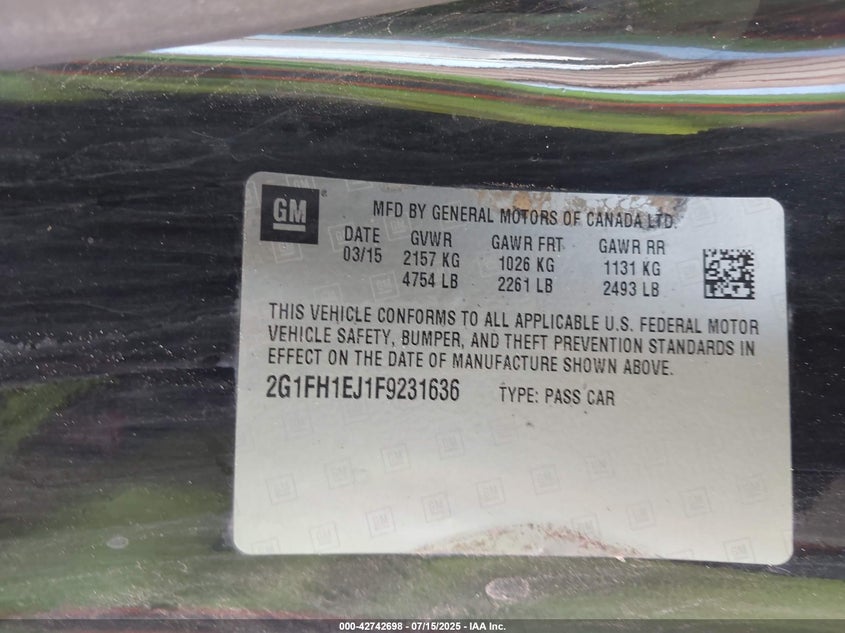 GM
MFD BY GENERAL MOTORS OF CANADA LTD.
DATE GVWR GAWR FRT GAWR RR
03/15 2157 KG 1026 KG 1131 KG
4754 LB 2261 LB 2493 LB
THIS VEHICLE CONFORMS TO ALL APPLICABLE U.S. FEDERAL MOTOR
VEHICLE SAFETY, BUMPER, AND THEFT PREVENTION STANDARDS IN
EFFECT ON THE DATE OF MANUFACTURE SHOWN ABOVE.
2G1FH1EJ1F9231636 TYPE: PASS CAR
000-42742698 - 07/15/2025 - IAA Inc.